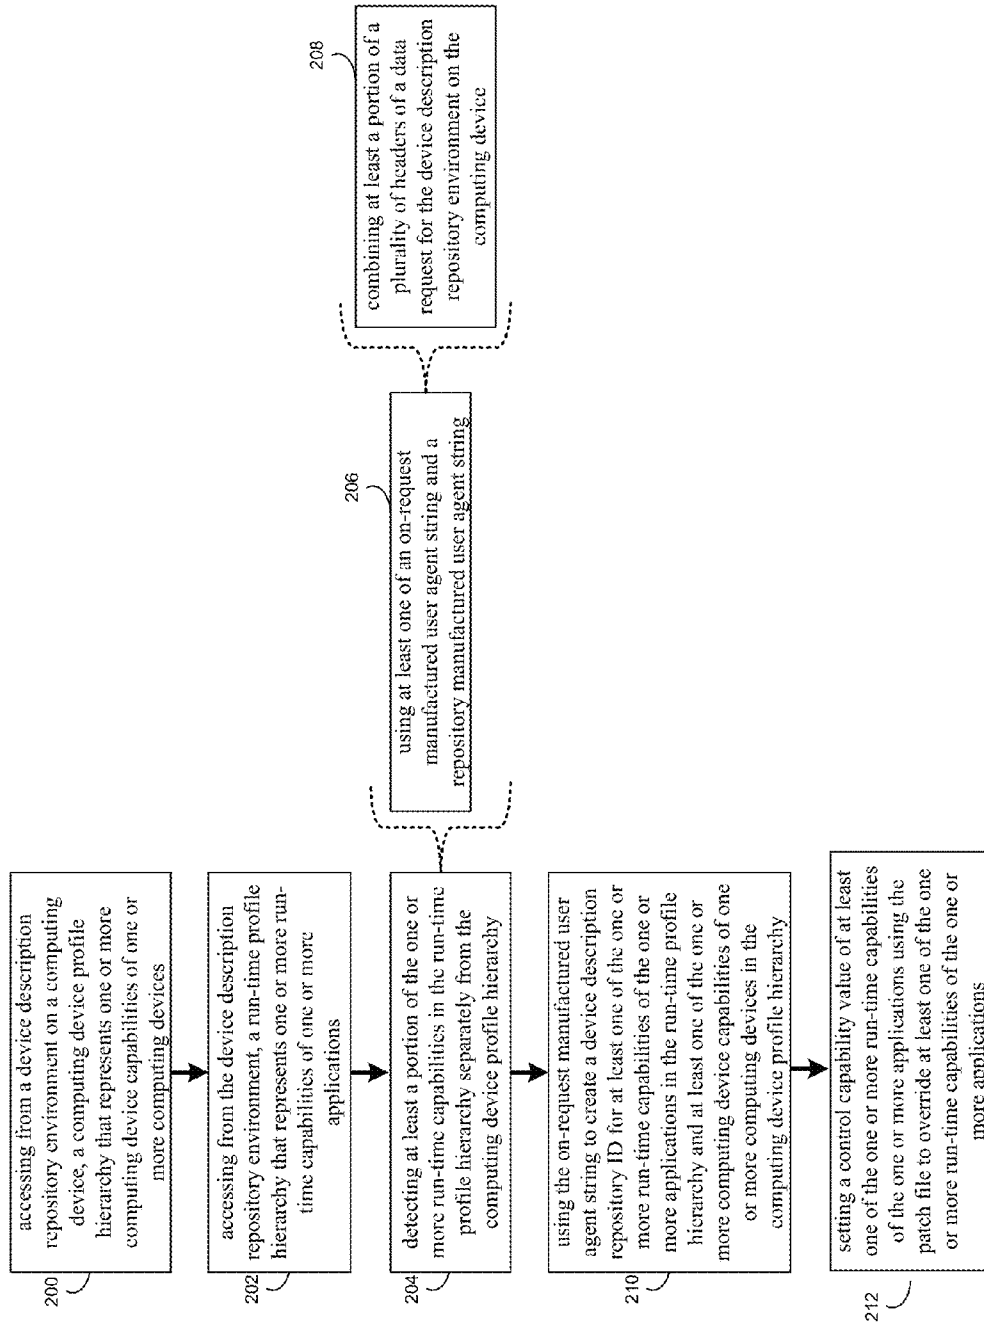 200
accessing from a device description
repository environment on a computing
device, a computing device profile
hierarchy that represents one or more
computing device capabilities of one or
more computing devices
202
accessing from the device description
repository environment, a run-time profile
hierarchy that represents one or more run-
time capabilities of one or more
applications
204
detecting at least a portion of the one or
more run-time capabilities in the run-time
profile hierarchy separately from the
computing device profile hierarchy
206
using at least one of an on-request
manufactured user agent string and a
repository manufactured user agent string
208
combining at least a portion of a
plurality of headers of a data
request for the device description
repository environment on the
computing device
210
using the on-request manufactured user
agent string to create a device description
repository ID for at least one of the one or
more run-time capabilities of the one or
more applications in the run-time profile
hierarchy and at least one of the one or
more computing device capabilities of one
or more computing devices in the
computing device profile hierarchy
212
setting a control capability value of at least
one of the one or more run-time capabilities
of the one or more applications using the
patch file to override at least one of the one
or more run-time capabilities of the one or
more application